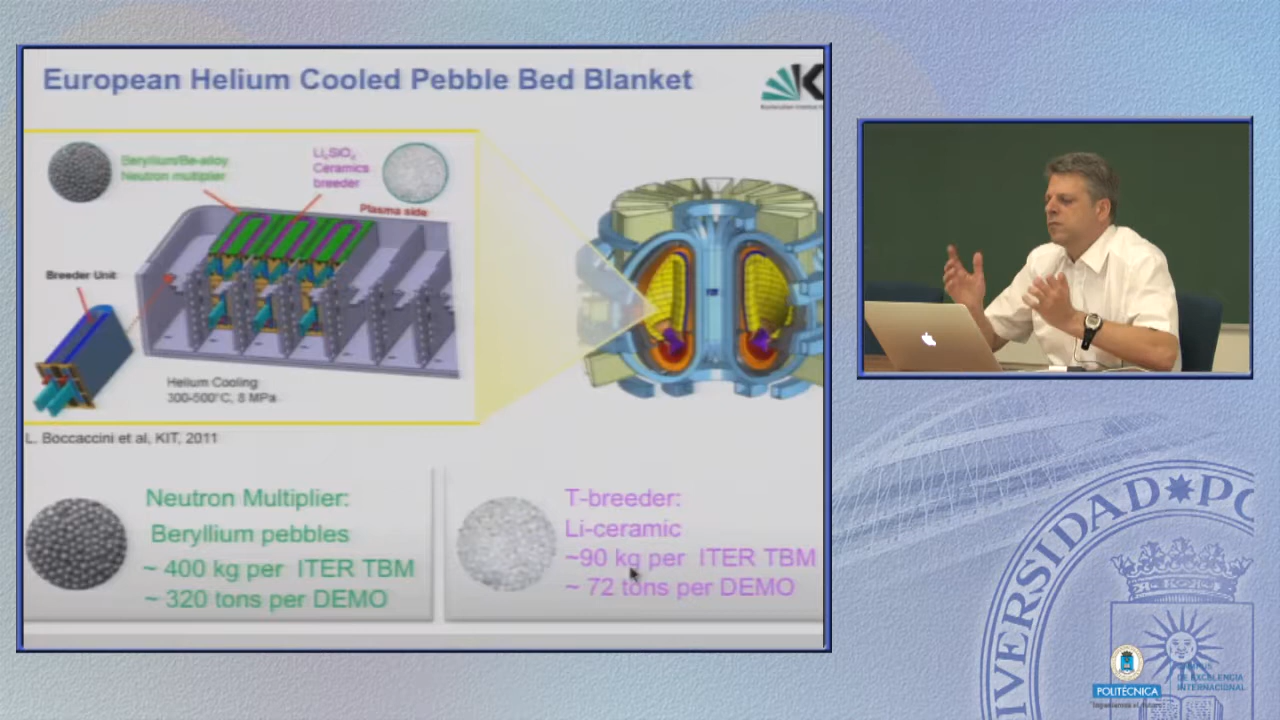 European Helium Cooled Pebble Bed Blanket
Beryllium/Be-alloy
Neutron multiplier
Li₄SiO₄
Ceramics
breeder
Plasma side
Breeder Unit
Helium Cooling:
300-500°C, 8 MPa
L. Boccaccini et al, KIT, 2011
Neutron Multiplier:
Beryllium pebbles
~ 400 kg per ITER TBM
~ 320 tons per DEMO
T-breeder:
Li-ceramic
~90 kg per ITER TBM
~ 72 tons per DEMO
UNIVERSIDAD PO
DE EXCELENCIA
INTERNACIONAL
POLITÉCNICA